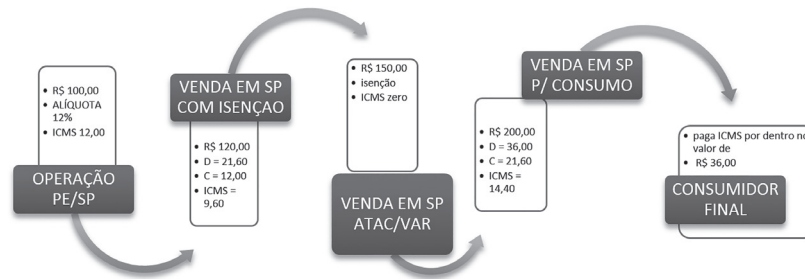 • R$ 100,00
• ALÍQUOTA
12%
• ICMS 12,00
OPERAÇÃO
PE/SP
VENDA EM SP
COM ISENÇAO
• R$ 120,00
• D = 21,60
• C = 12,00
• ICMS =
9,60
• R$ 150,00
• isenção
• ICMS zero
VENDA EM SP
ATAC/VAR
VENDA EM SP
P/ CONSUMO
• R$ 200,00
• D = 36,00
• C = 21,60
• ICMS =
14,40
• paga ICMS por dentro no
valor de
• R$ 36,00
CONSUMIDOR
FINAL